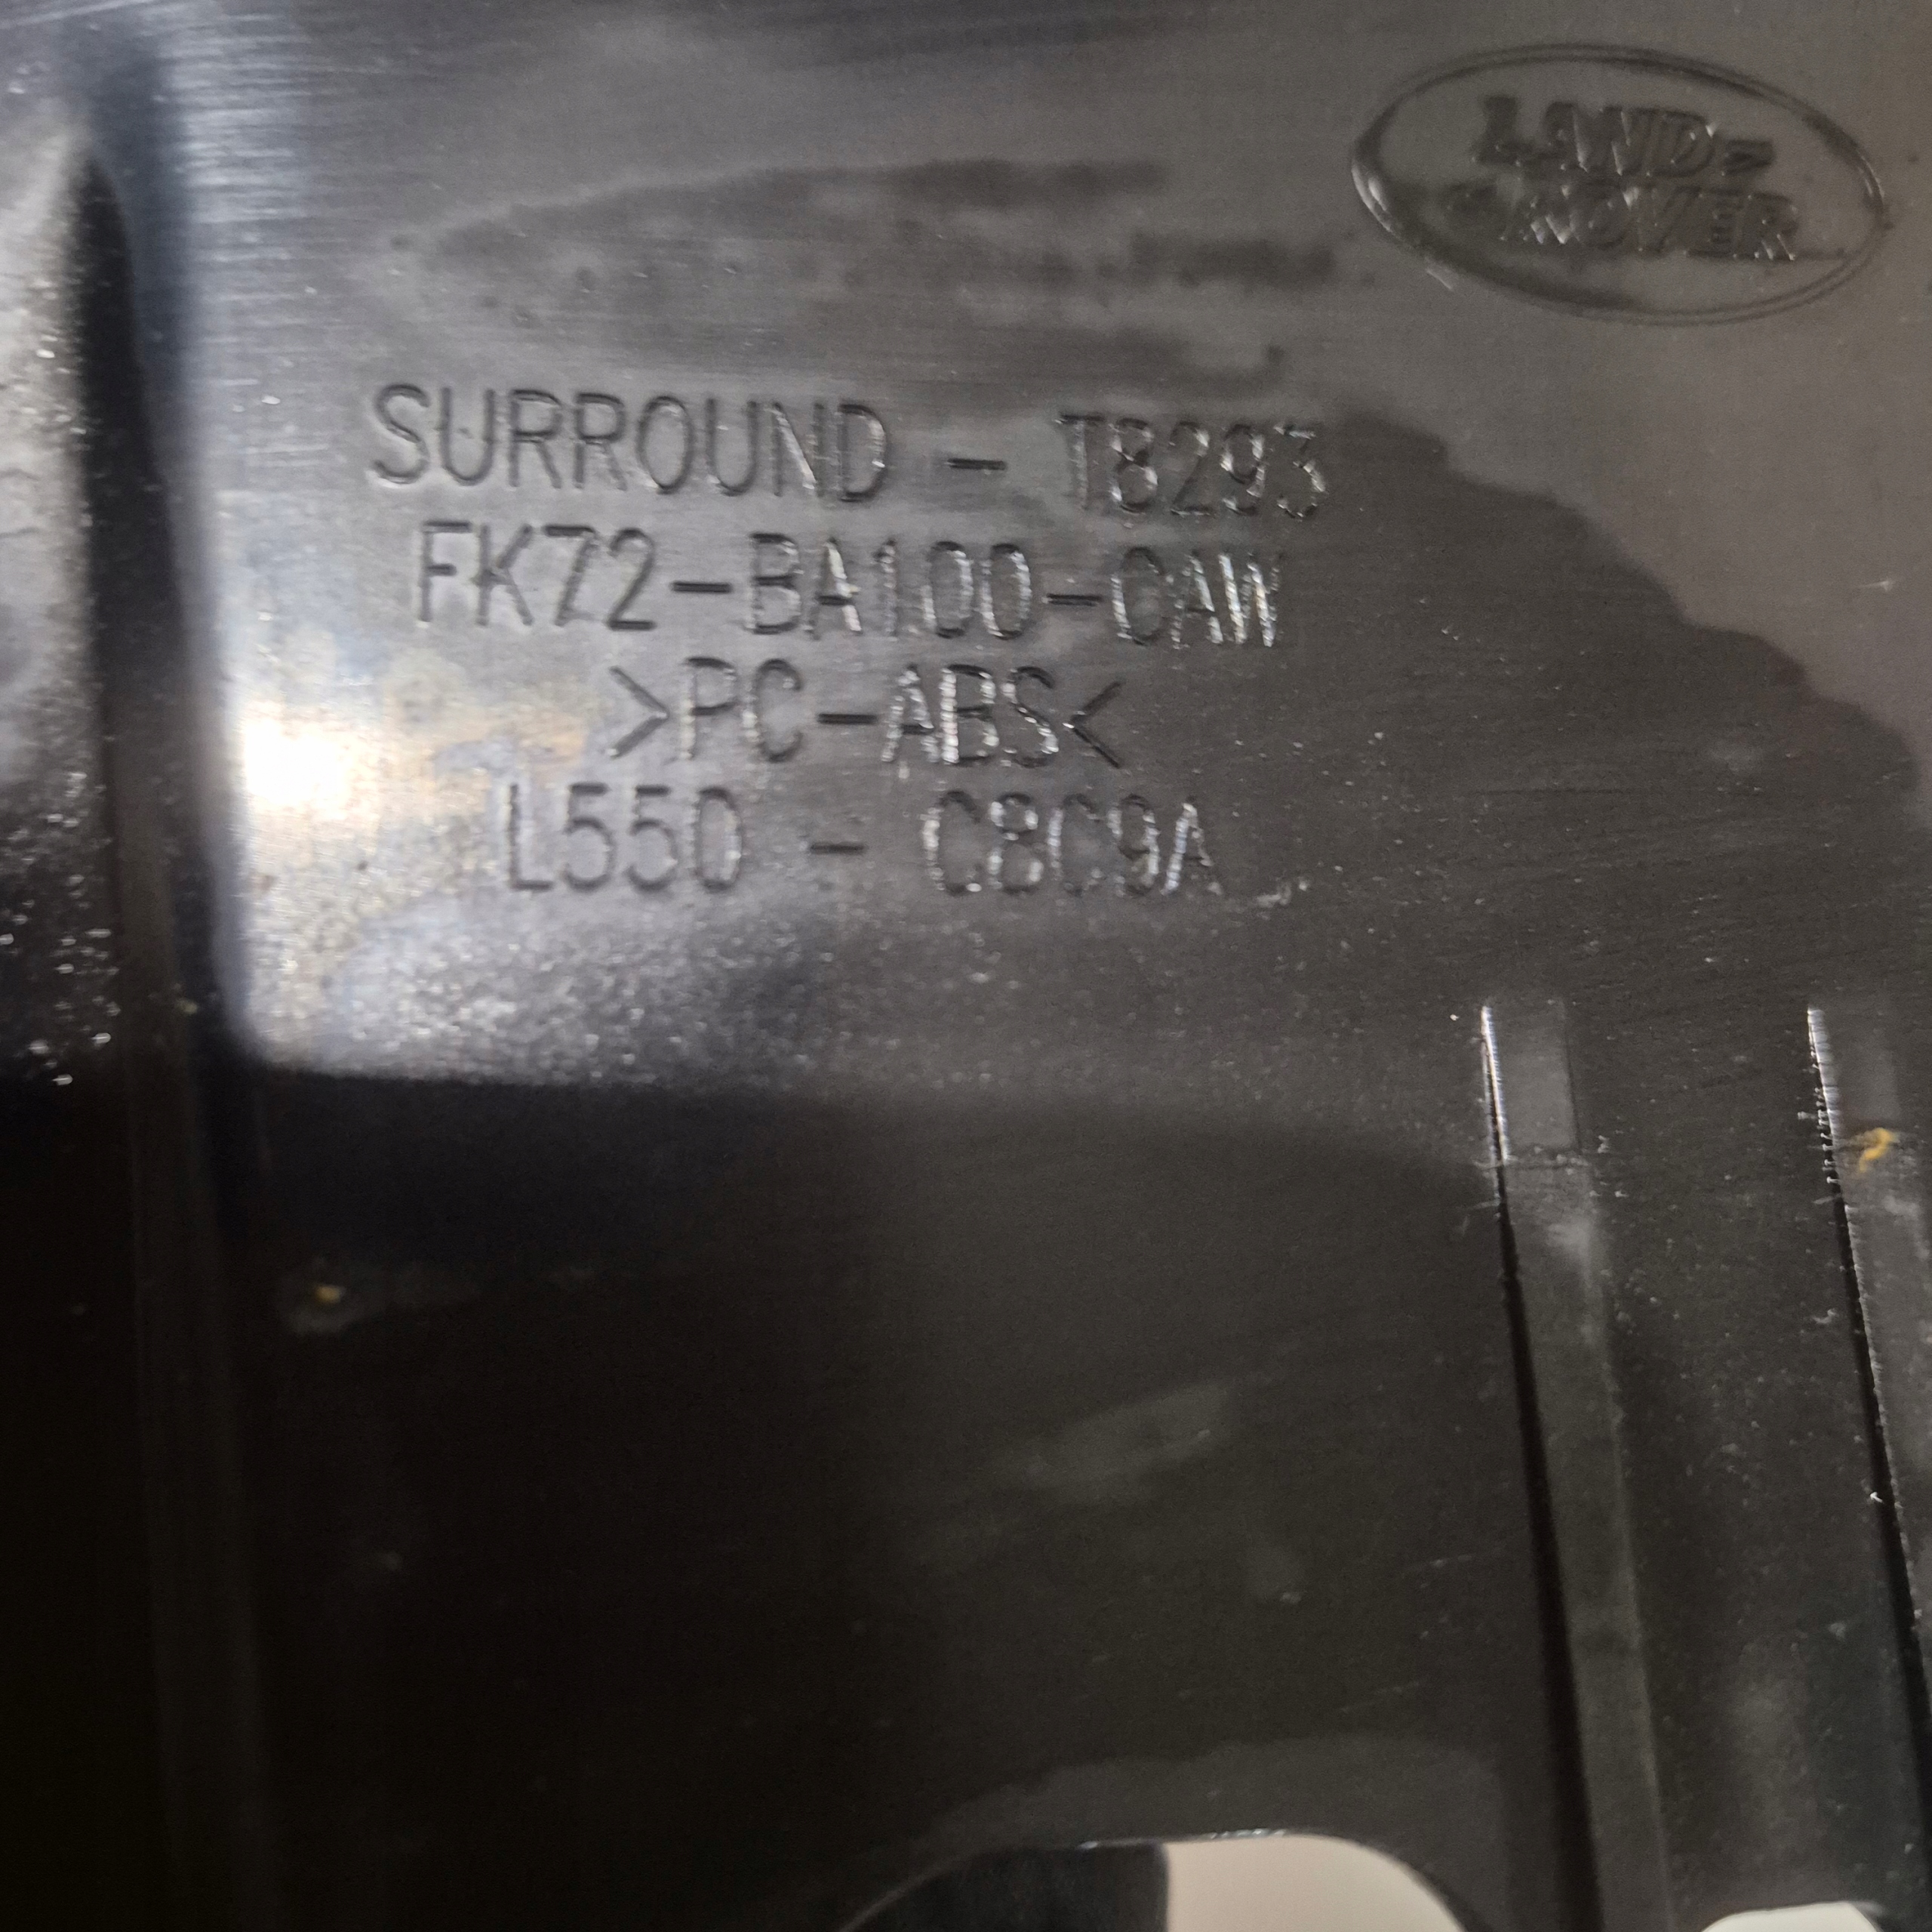 LAND
ROVER
SURROUND - T8293
FK72-BA100-CAW
>PC-ABS<
L550 - C8C9A